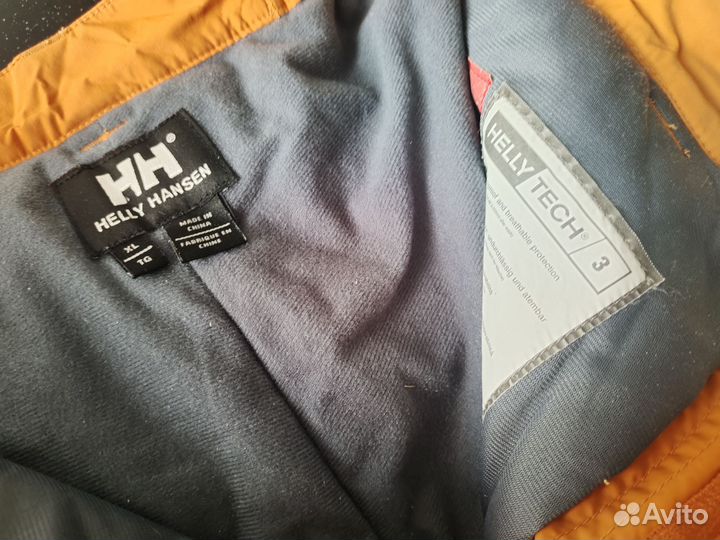 HH
HELLY HANSEN
XL
TG
MADE IN
CHINA
FABRIQUE EN
CHINE
HELLY TECH® 3
and breathable protection
und atembar
Avito